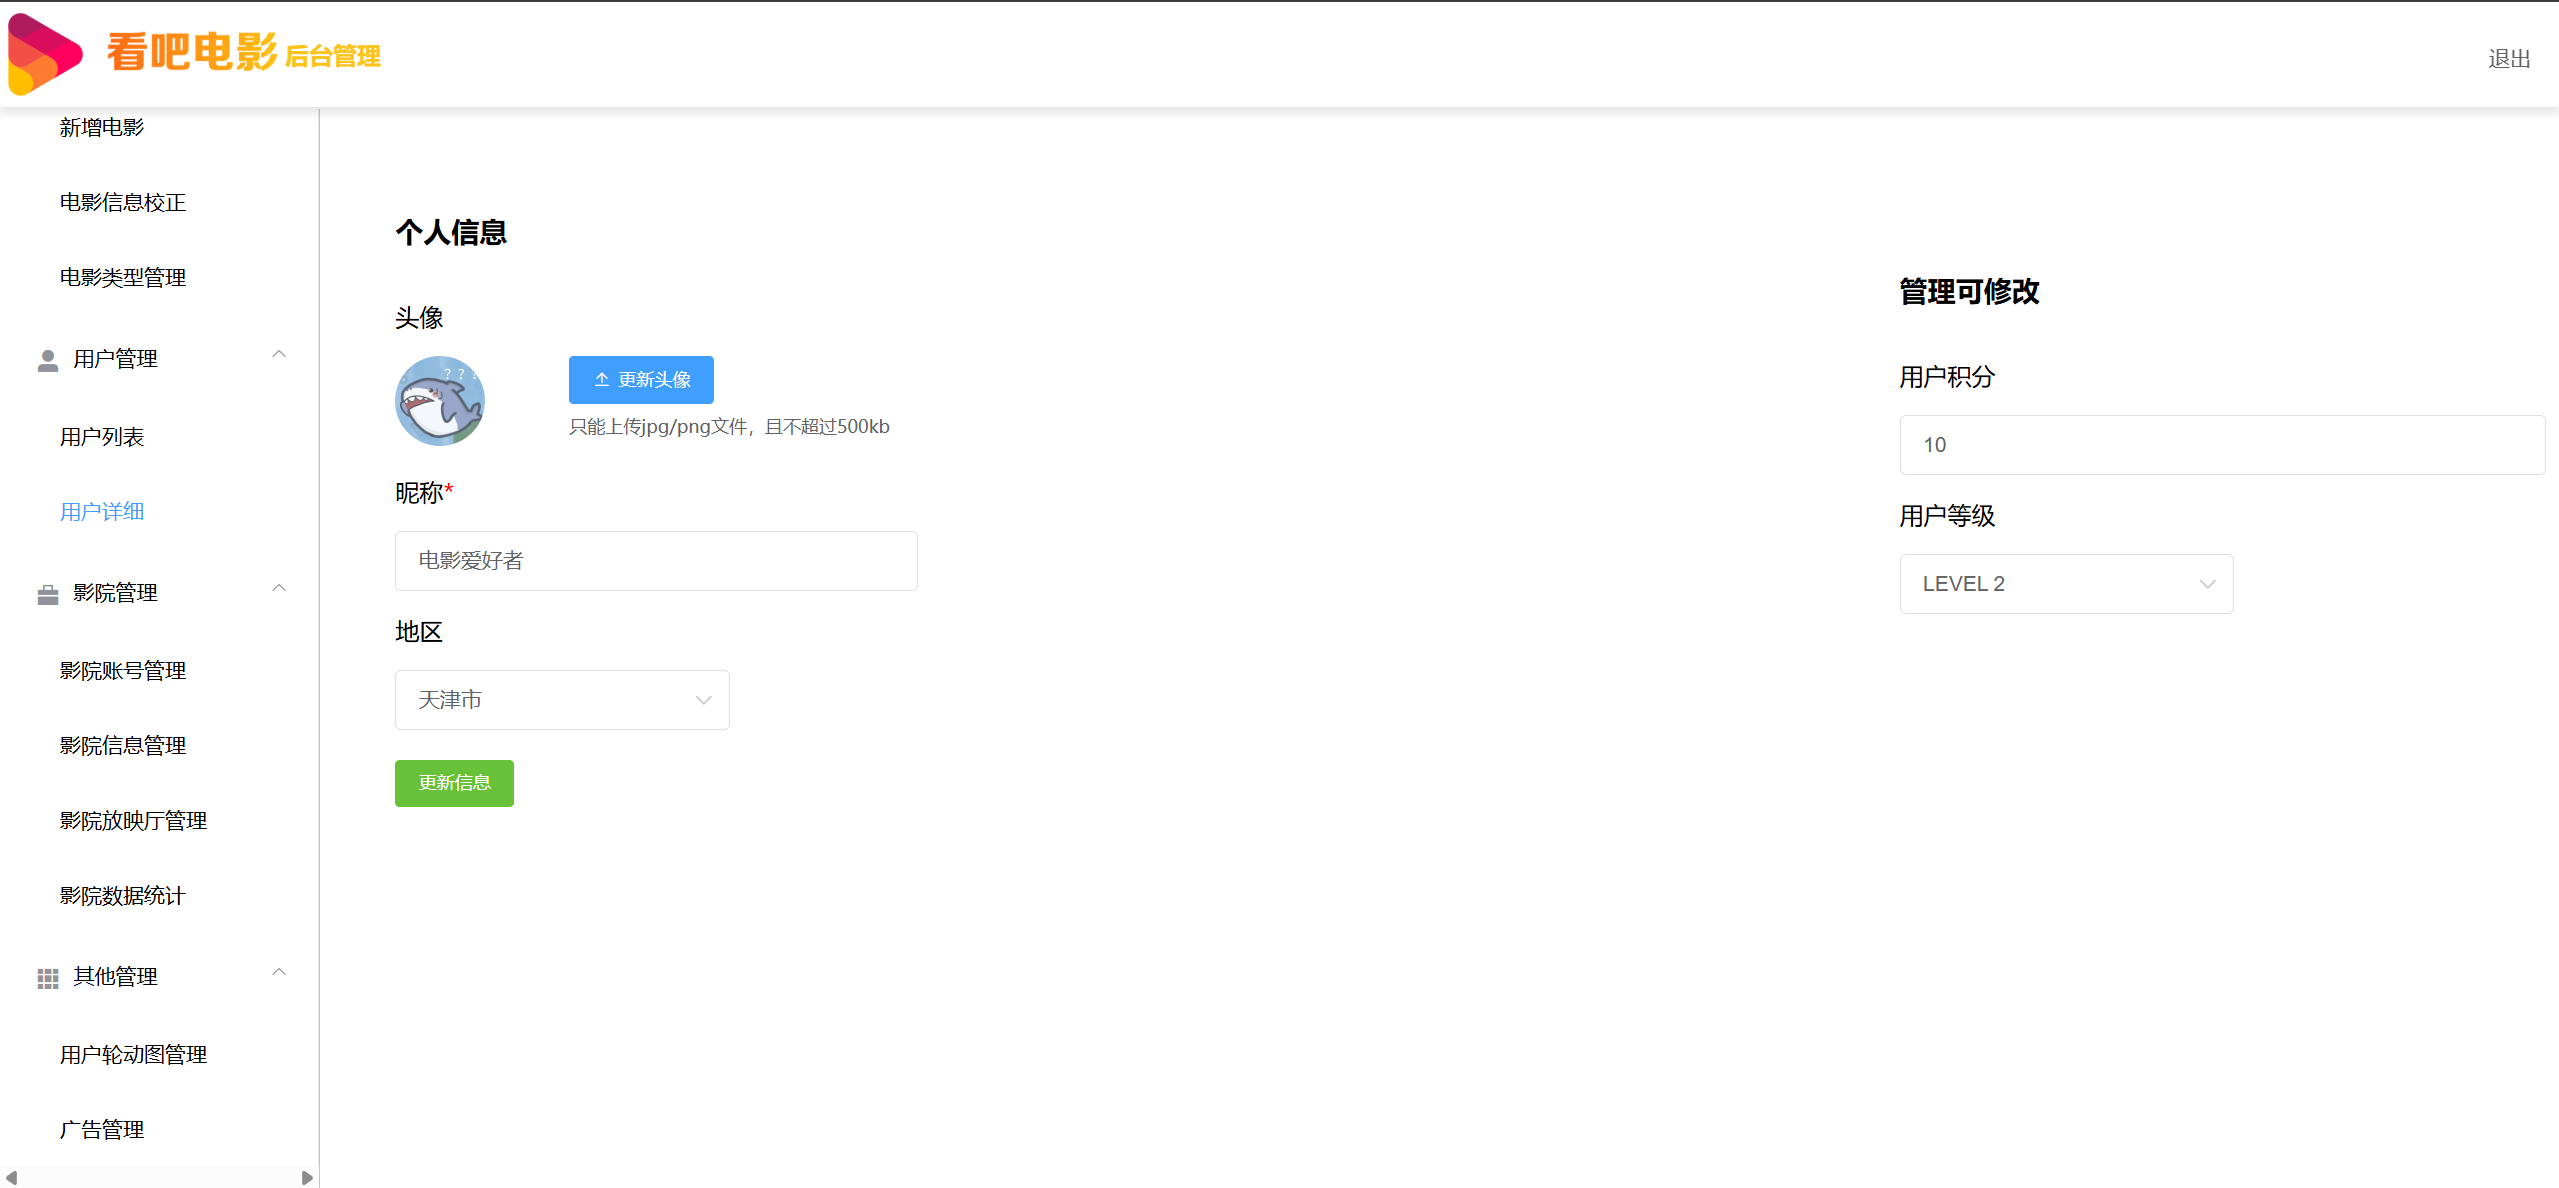 看吧电影 后台管理
退出
新增电影
电影信息校正
电影类型管理
用户管理
用户列表
用户详细
影院管理
影院账号管理
影院信息管理
影院放映厅管理
影院数据统计
其他管理
用户轮动图管理
广告管理
个人信息
头像
? ? ?
更新头像
只能上传jpg/png文件，且不超过500kb
昵称*
电影爱好者
地区
天津市
更新信息
管理可修改
用户积分
10
用户等级
LEVEL 2